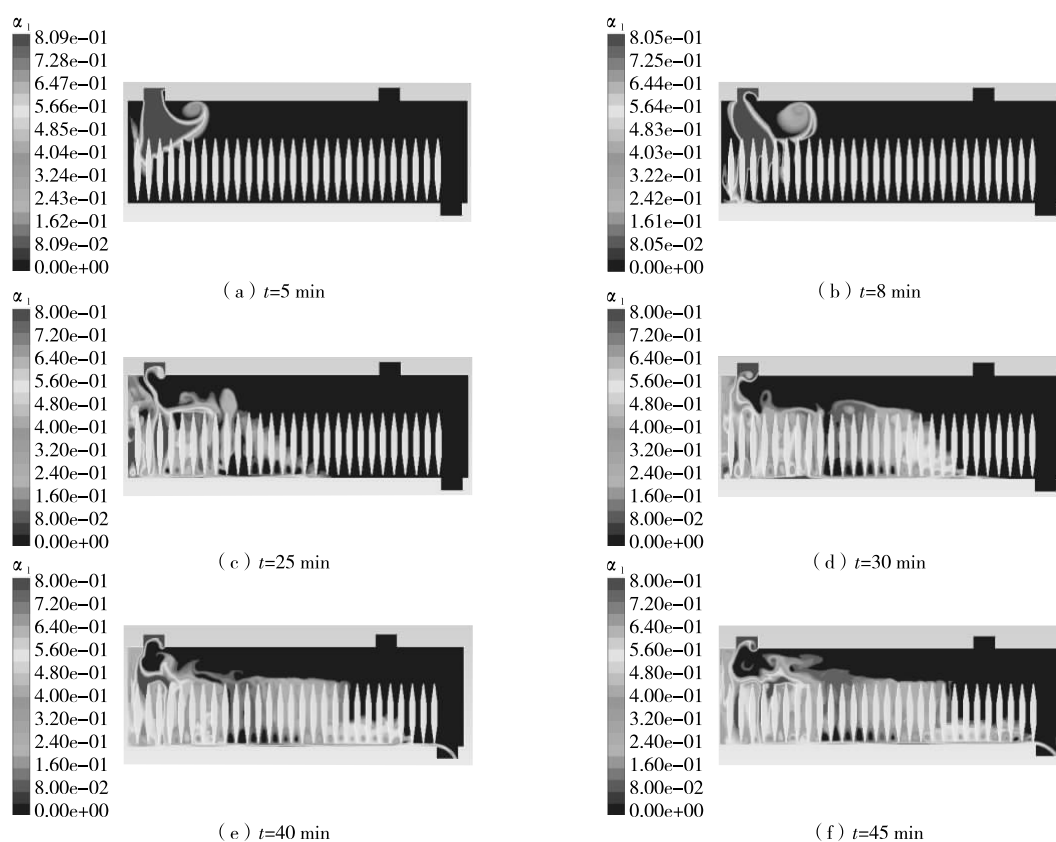 α₁
8.09e−01
7.28e−01
6.47e−01
5.66e−01
4.85e−01
4.04e−01
3.24e−01
2.43e−01
1.62e−01
8.09e−02
0.00e+00
（a）t=5 min
α₁
8.05e−01
7.25e−01
6.44e−01
5.64e−01
4.83e−01
4.03e−01
3.22e−01
2.42e−01
1.61e−01
8.05e−02
0.00e+00
（b）t=8 min
α₁
8.00e−01
7.20e−01
6.40e−01
5.60e−01
4.80e−01
4.00e−01
3.20e−01
2.40e−01
1.60e−01
8.00e−02
0.00e+00
（c）t=25 min
α₁
8.00e−01
7.20e−01
6.40e−01
5.60e−01
4.80e−01
4.00e−01
3.20e−01
2.40e−01
1.60e−01
8.00e−02
0.00e+00
（d）t=30 min
α₁
8.00e−01
7.20e−01
6.40e−01
5.60e−01
4.80e−01
4.00e−01
3.20e−01
2.40e−01
1.60e−01
8.00e−02
0.00e+00
（e）t=40 min
α₁
8.00e−01
7.20e−01
6.40e−01
5.60e−01
4.80e−01
4.00e−01
3.20e−01
2.40e−01
1.60e−01
8.00e−02
0.00e+00
（f）t=45 min